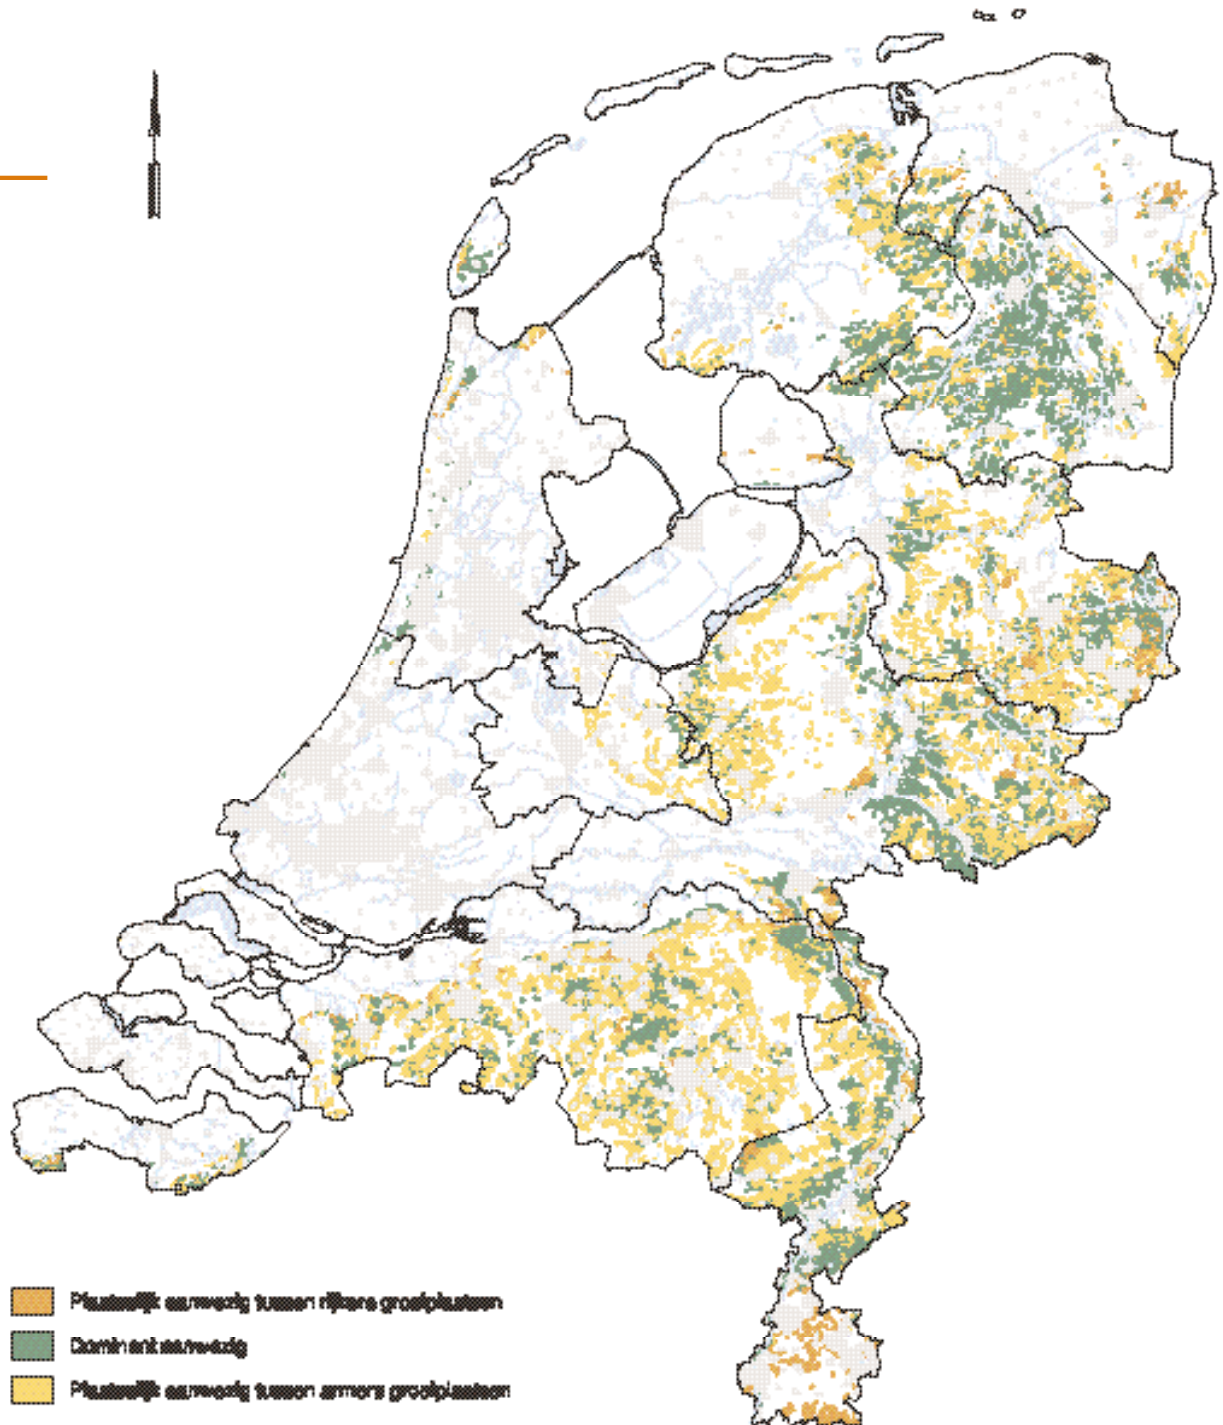 Plaatselijk aanwezig tussen rijkere groeiplaatsen
Dominant aanwezig
Plaatselijk aanwezig tussen armere groeiplaatsen